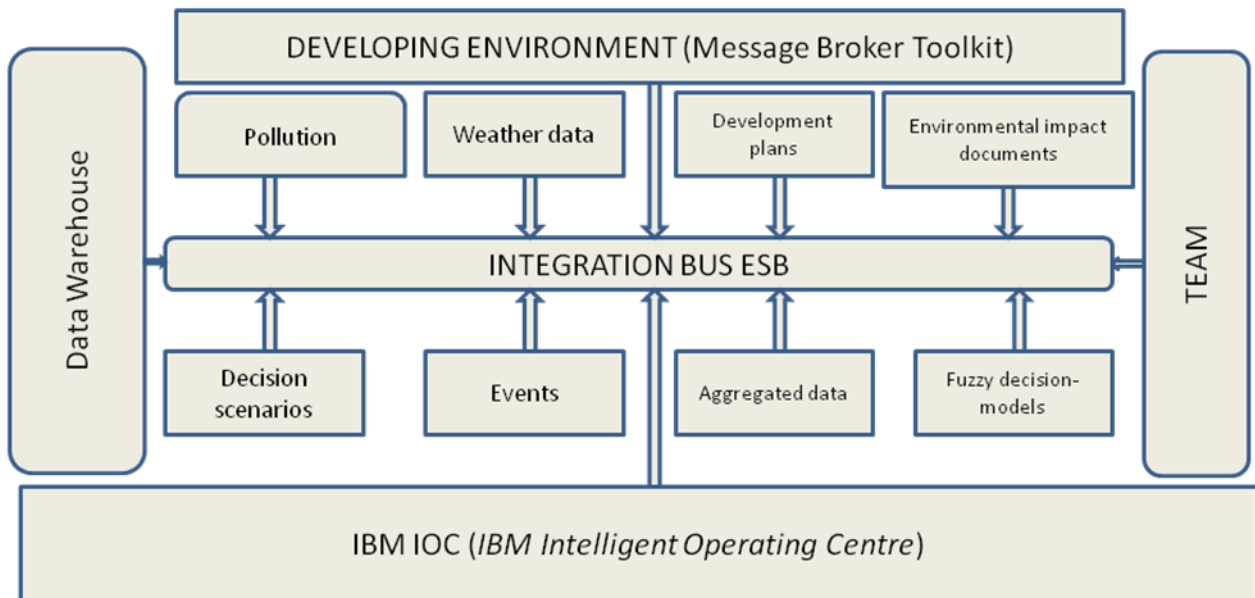 DEVELOPING ENVIRONMENT (Message Broker Toolkit)
Data Warehouse
Pollution
Weather data
Development
plans
Environmental impact
documents
TEAM
INTEGRATION BUS ESB
Decision
scenarios
Events
Aggregated data
Fuzzy decision-
models
IBM IOC (IBM Intelligent Operating Centre)